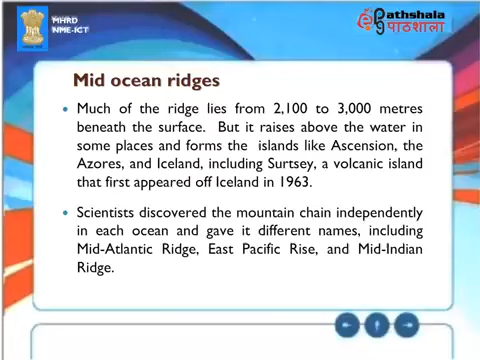 MHRD
NME-ICT
Pathshala
पाठशाला
Mid ocean ridges
Much of the ridge lies from 2,100 to 3,000 metres
beneath the surface. But it raises above the water in
some places and forms the islands like Ascension, the
Azores, and Iceland, including Surtsey, a volcanic island
that first appeared off Iceland in 1963.
Scientists discovered the mountain chain independently
in each ocean and gave it different names, including
Mid-Atlantic Ridge, East Pacific Rise, and Mid-Indian
Ridge.